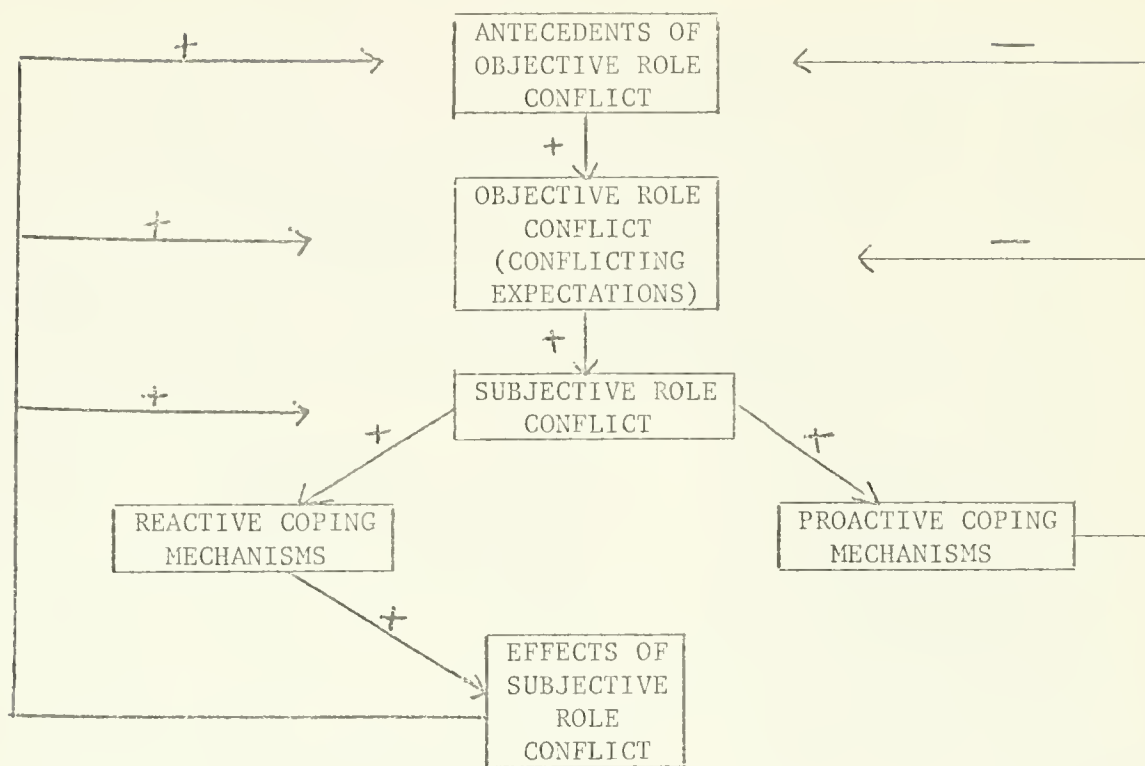 +
ANTECEDENTS OF
OBJECTIVE ROLE
CONFLICT
—
+
+
OBJECTIVE ROLE
CONFLICT
(CONFLICTING
EXPECTATIONS)
—
+
+
SUBJECTIVE ROLE
CONFLICT
+
+
REACTIVE COPING
MECHANISMS
PROACTIVE COPING
MECHANISMS
+
EFFECTS OF
SUBJECTIVE
ROLE
CONFLICT